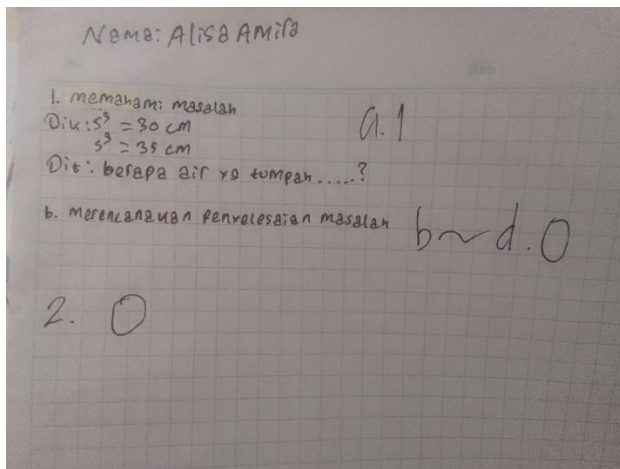 Nama: Alisa Amira
1. memahami masalah
Dik: s³ = 30 cm
s³ = 35 cm
a. 1
Dit: berapa air yg tumpah.....?
b. merencanakan penyelesaian masalah
b~d. 0
2. 0